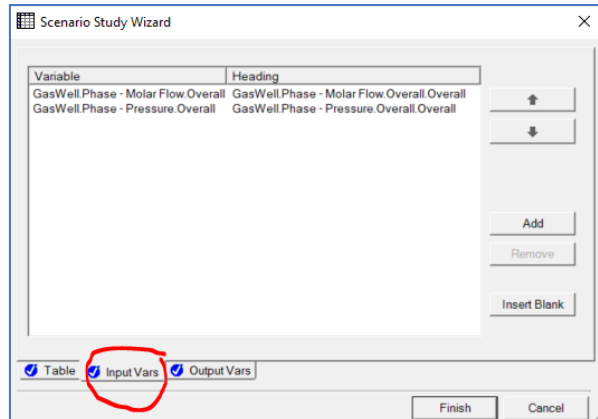 Scenario Study Wizard
Variable Heading
GasWell.Phase - Molar Flow.Overall GasWell.Phase - Molar Flow.Overall.Overall
GasWell.Phase - Pressure.Overall GasWell.Phase - Pressure.Overall.Overall
Add
Remove
Insert Blank
Table Input Vars Output Vars
Finish Cancel